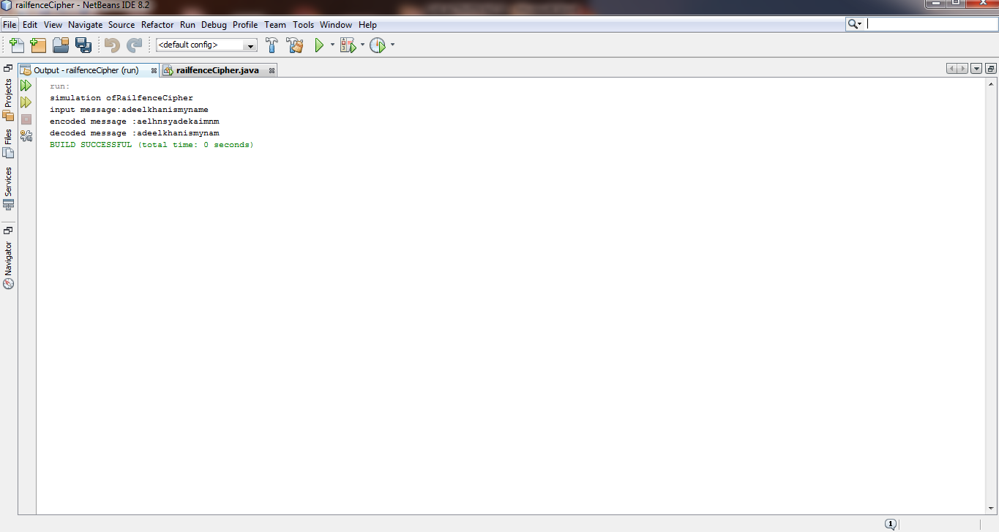 railfenceCipher - NetBeans IDE 8.2
File Edit View Navigate Source Refactor Run Debug Profile Team Tools Window Help
<default config>
Output - railfenceCipher (run) railfenceCipher.java
Projects
Files
Services
Navigator
run:
simulation ofRailfenceCipher
input message:adeelkhanismyname
encoded message :aelhnsyadekaimnm
decoded message :adeelkhanismynam
BUILD SUCCESSFUL (total time: 0 seconds)
1